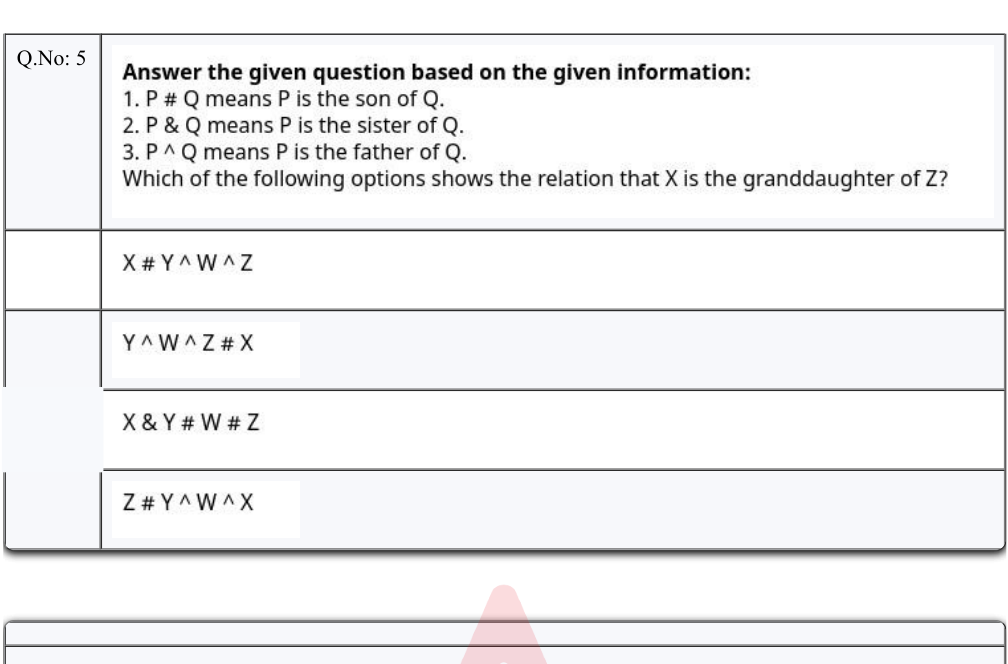 Q.No: 5
Answer the given question based on the given information:
1. P # Q means P is the son of Q.
2. P & Q means P is the sister of Q.
3. P ^ Q means P is the father of Q.
Which of the following options shows the relation that X is the granddaughter of Z?
X # Y ^ W ^ Z
Y ^ W ^ Z # X
X & Y # W # Z
Z # Y ^ W ^ X